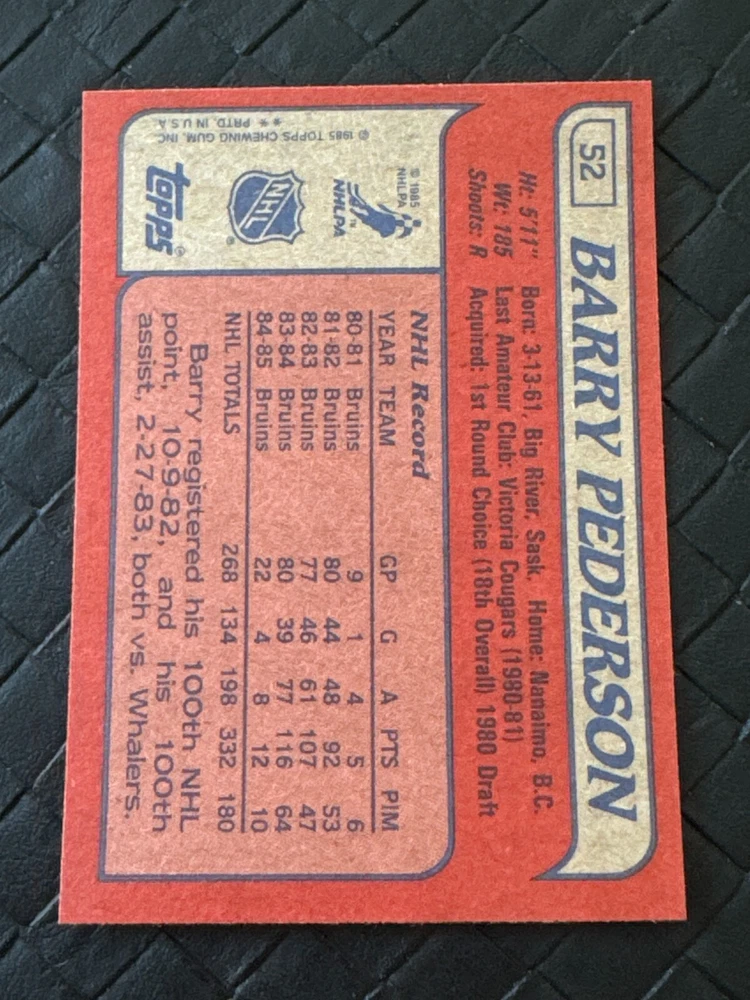 52
BARRY PEDERSON
Ht: 5'11" Born: 3-13-61, Big River, Sask. Home: Nanaimo, B.C.
Wt: 185 Last Amateur Club: Victoria Cougars (1980-81)
Shoots: R Acquired: 1st Round Choice (18th Overall) 1980 Draft
© 1985
NHLPA
NHLPA
NHL ®
topps ®
© 1985 TOPPS CHEWING GUM, INC.
** PRTD. IN U.S.A.
NHL Record
YEAR TEAM GP G A PTS PIM
80-81 Bruins 9 1 4 5 6
81-82 Bruins 80 44 48 92 53
82-83 Bruins 77 46 61 107 47
83-84 Bruins 80 39 77 116 64
84-85 Bruins 22 4 8 12 10
NHL TOTALS 268 134 198 332 180
Barry registered his 100th NHL
point, 10-9-82, and his 100th
assist, 2-27-83, both vs. Whalers.